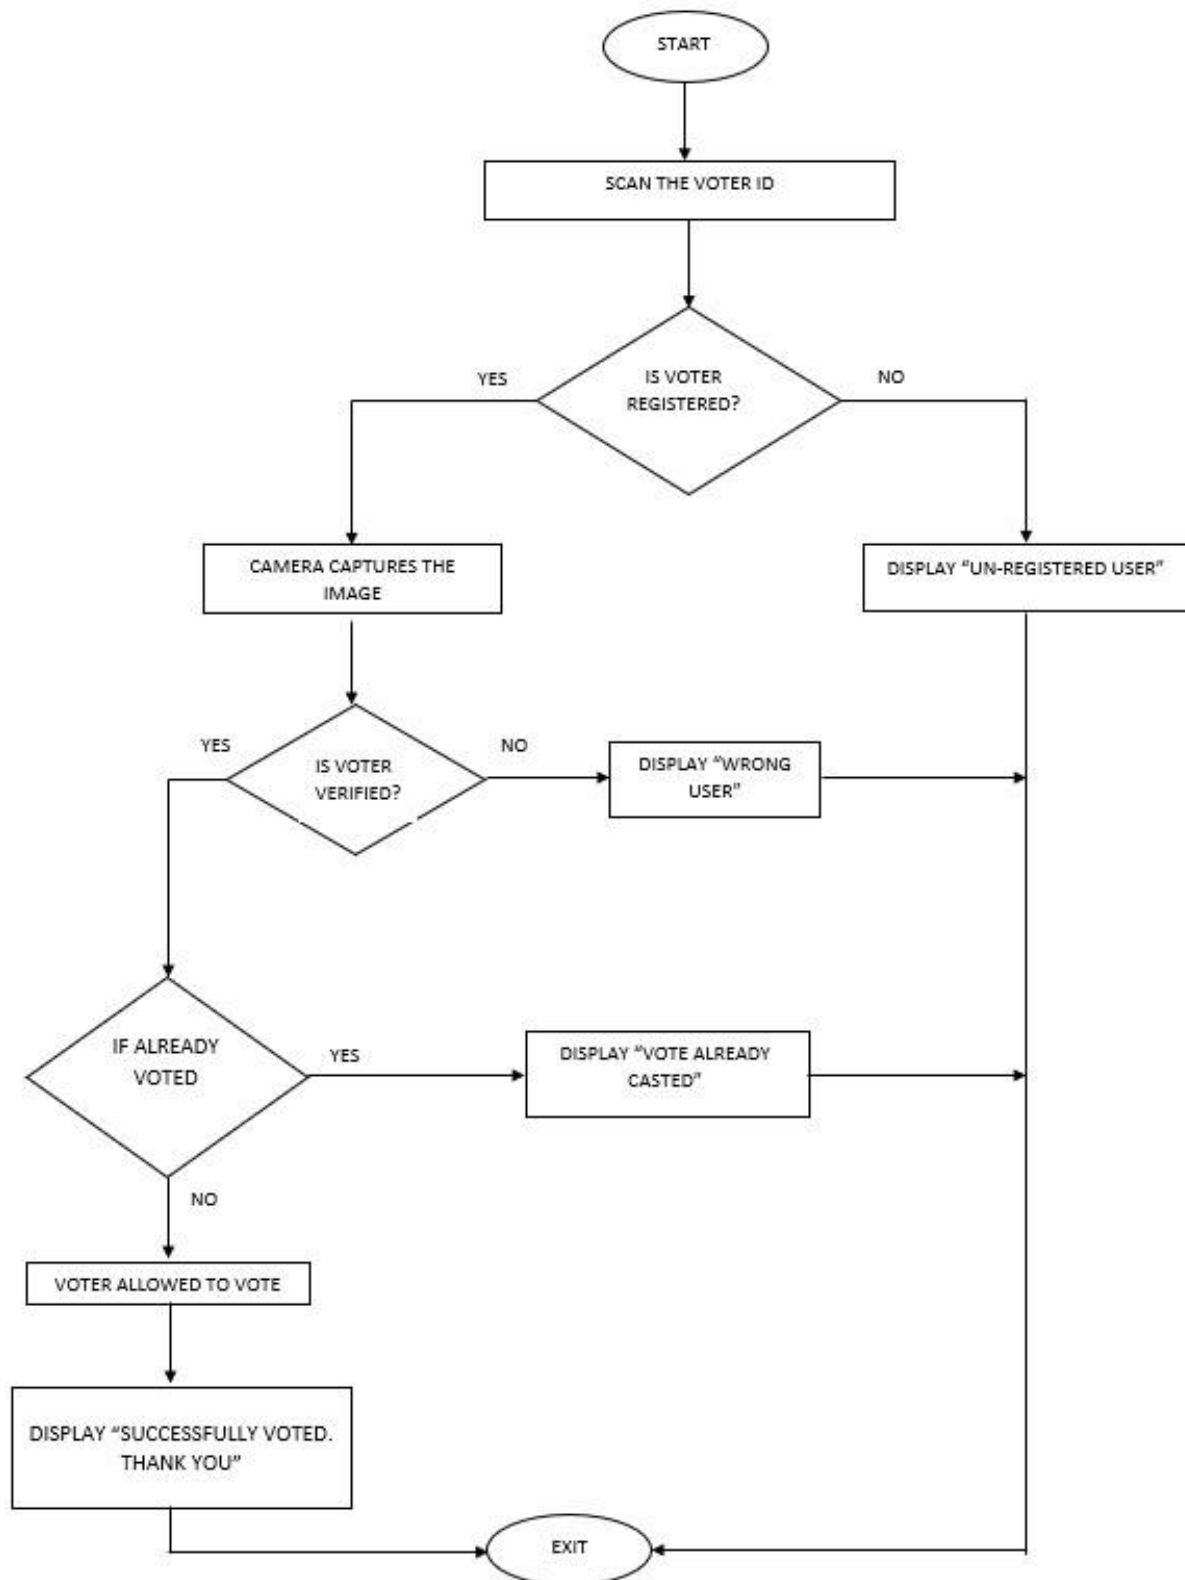 START
SCAN THE VOTER ID
YES
IS VOTER
REGISTERED?
NO
CAMERA CAPTURES THE
IMAGE
DISPLAY “UN-REGISTERED USER”
YES
IS VOTER
VERIFIED?
NO
DISPLAY “WRONG
USER”
IF ALREADY
VOTED
YES
DISPLAY “VOTE ALREADY
CASTED”
NO
VOTER ALLOWED TO VOTE
DISPLAY “SUCCESSFULLY VOTED.
THANK YOU”
EXIT